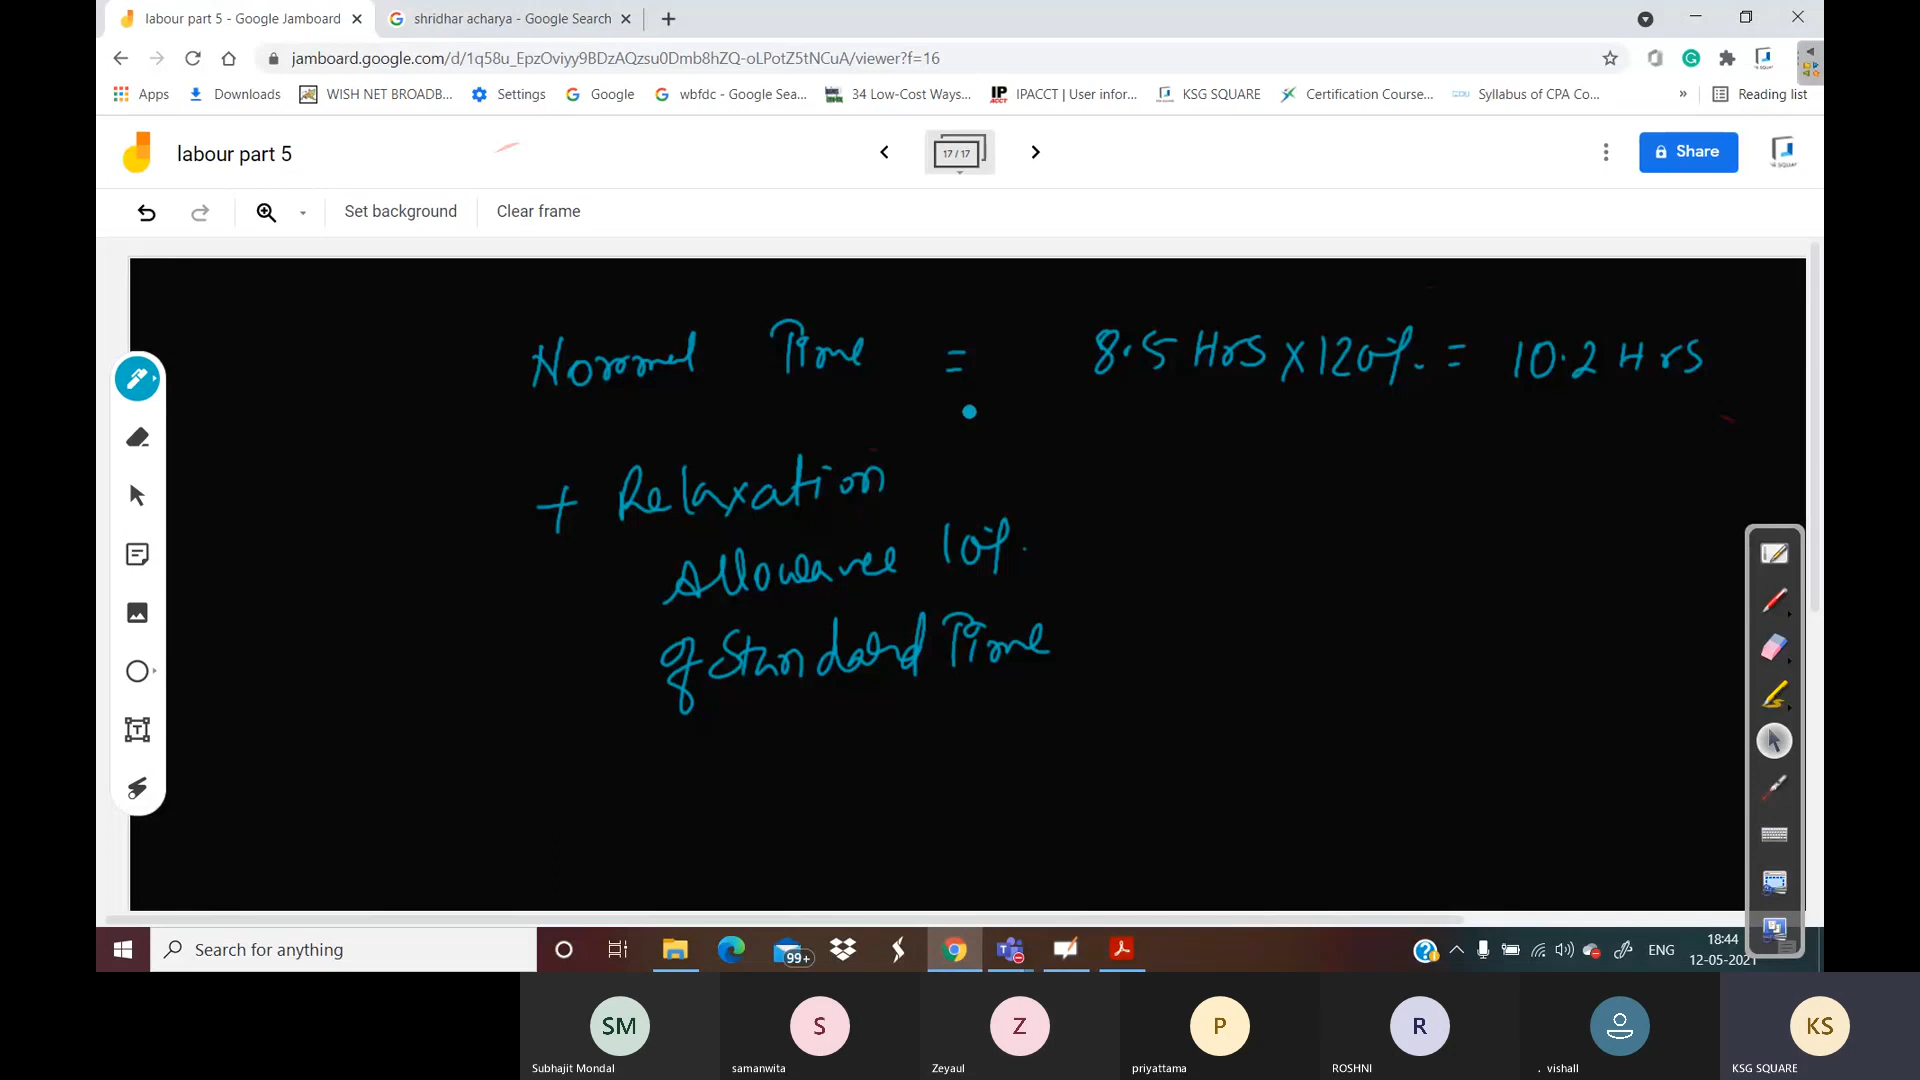 labour part 5 - Google Jamboard
shridhar acharya - Google Search
jamboard.google.com/d/1q58u_EpzOviyy9BDzAQzsu0Dmb8hZQ-oLPotZ5tNCuA/viewer?f=16
Apps
Downloads
WISH NET BROADB...
Settings
Google
wbfdc - Google Sea...
34 Low-Cost Ways...
IP ACCT
IPACCT | User infor...
KSG SQUARE
Certification Course...
Syllabus of CPA Co...
»
Reading list
labour part 5
17 / 17
Share
Set background
Clear frame
Normal Time = 8.5 Hrs X 120%. = 10.2 Hrs
+ Relaxation
Allowance 10%.
of Standard Time
Search for anything
99+
ENG
18:44
12-05-2021
SM
S
Z
P
R
KS
Subhajit Mondal
samanwita
Zeyaul
priyattama
ROSHNI
. vishall
KSG SQUARE